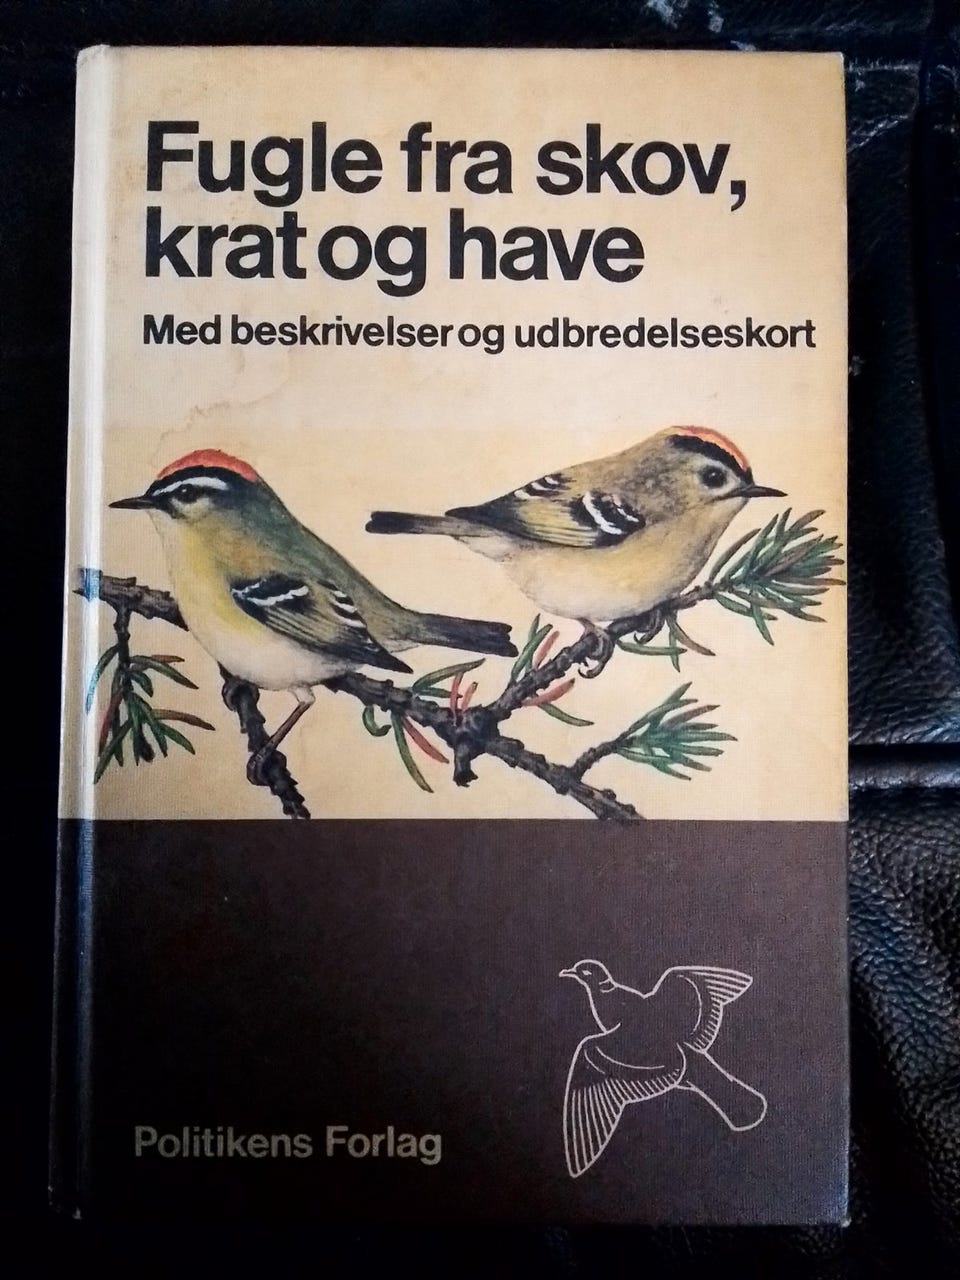 Fugle fra skov,
krat og have
Med beskrivelser og udbredelseskort
Politikens Forlag